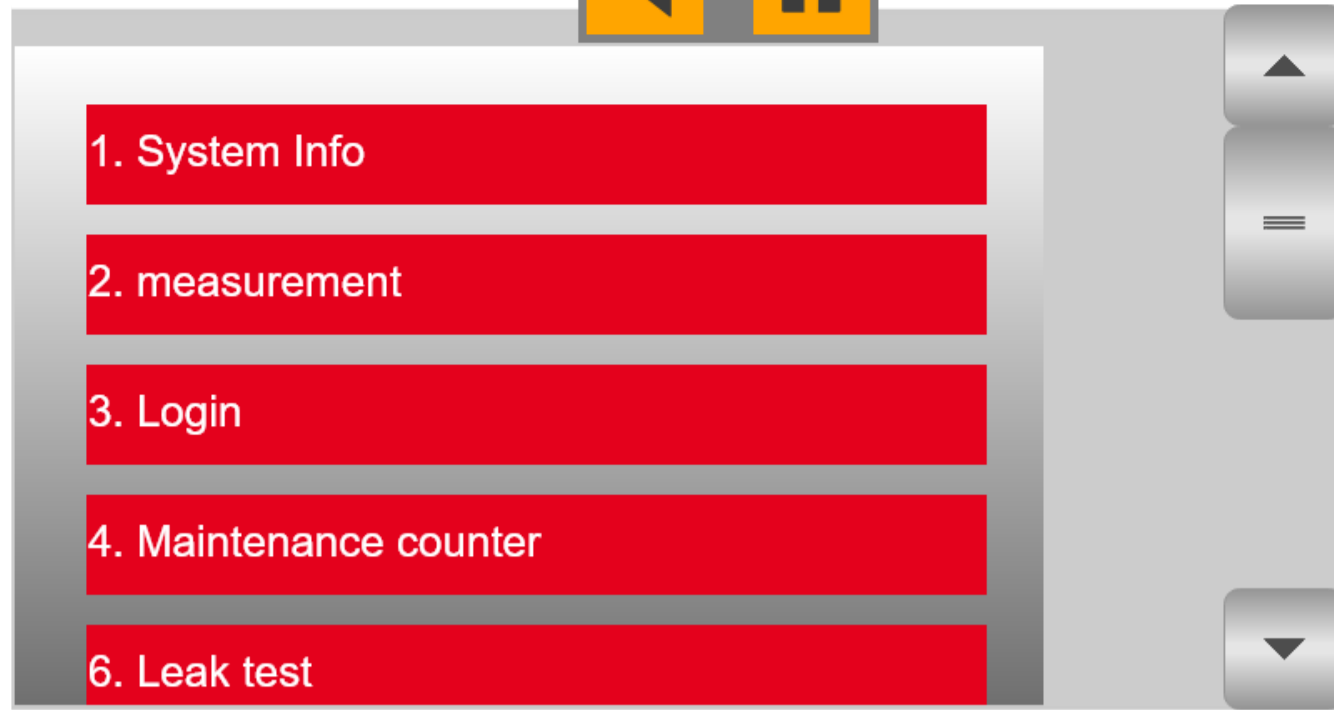 1. System Info
2. measurement
3. Login
4. Maintenance counter
6. Leak test